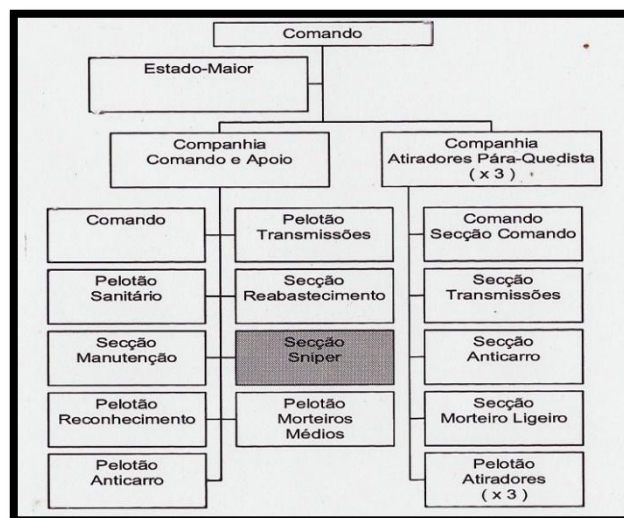 Comando
Estado-Maior
Companhia
Comando e Apoio
Companhia
Atiradores Pára-Quedista
( x 3 )
Comando
Pelotão
Transmissões
Comando
Secção Comando
Pelotão
Sanitário
Secção
Reabastecimento
Secção
Transmissões
Secção
Manutenção
Secção
Sniper
Secção
Anticarro
Pelotão
Reconhecimento
Pelotão
Morteiros
Médios
Secção
Morteiro Ligeiro
Pelotão
Anticarro
Pelotão
Atiradores
( x 3 )